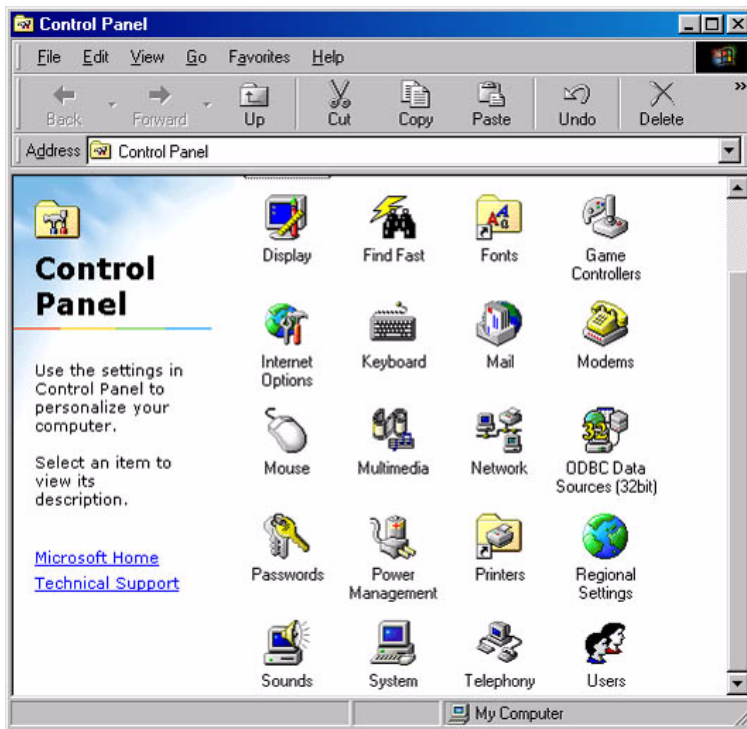 Control Panel
File Edit View Go Favorites Help
Back Forward Up Cut Copy Paste Undo Delete »
Address Control Panel
Control
Panel
Use the settings in
Control Panel to
personalize your
computer.
Select an item to
view its
description.
Microsoft Home
Technical Support
Display Find Fast Fonts Game
Controllers
Internet
Options Keyboard Mail Modems
Mouse Multimedia Network ODBC Data
Sources (32bit)
32
Passwords Power
Management Printers Regional
Settings
Sounds System Telephony Users
My Computer